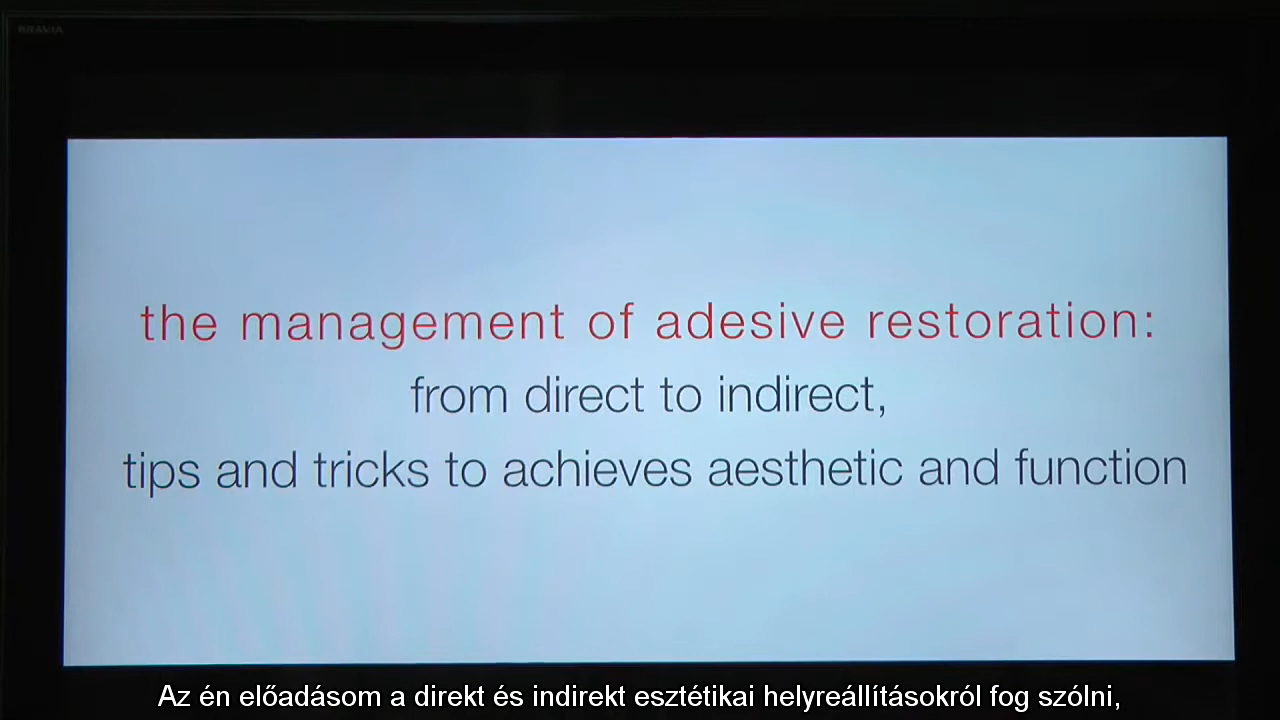 BRAVIA
the management of adesive restoration:
from direct to indirect,
tips and tricks to achieves aesthetic and function
Az én előadásom a direkt és indirekt esztétikai helyreállításokról fog szólni,